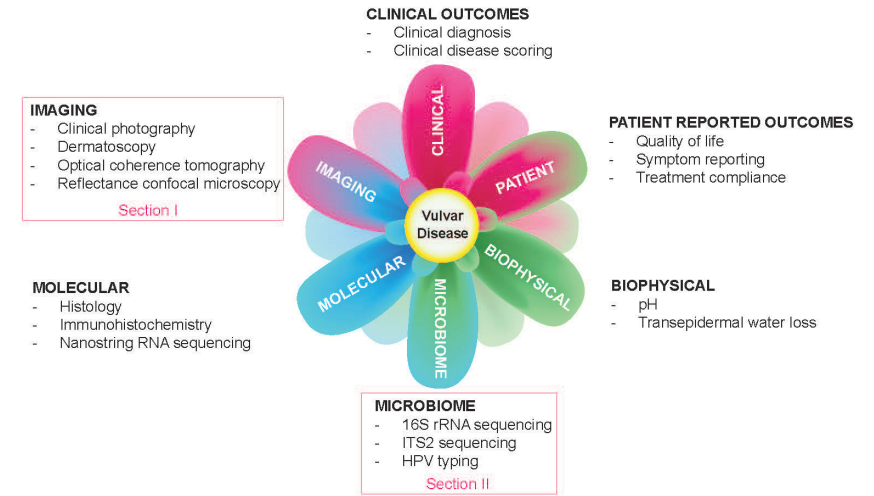 CLINICAL OUTCOMES
- Clinical diagnosis
- Clinical disease scoring
IMAGING
- Clinical photography
- Dermatoscopy
- Optical coherence tomography
- Reflectance confocal microscopy
Section I
PATIENT REPORTED OUTCOMES
- Quality of life
- Symptom reporting
- Treatment compliance
CLINICAL
IMAGING
PATIENT
Vulvar
Disease
MOLECULAR
MICROBIOME
BIOPHYSICAL
MOLECULAR
- Histology
- Immunohistochemistry
- Nanostring RNA sequencing
BIOPHYSICAL
- pH
- Transepidermal water loss
MICROBIOME
- 16S rRNA sequencing
- ITS2 sequencing
- HPV typing
Section II